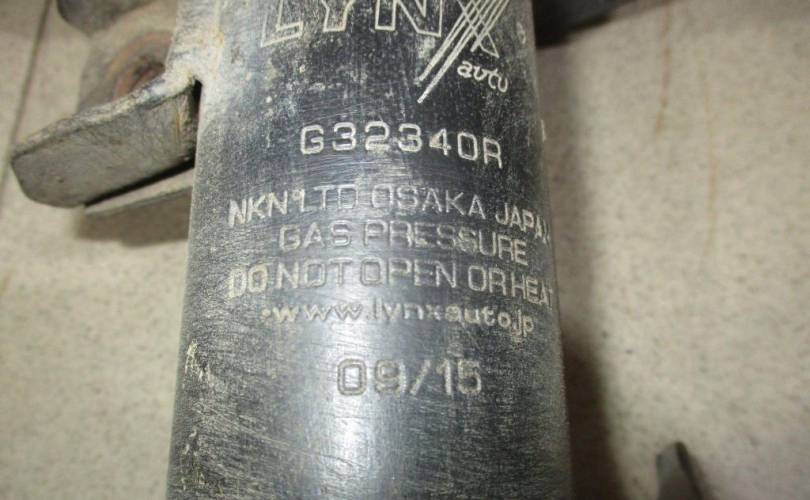 LYNX
auto
G32340R
NKN LTD OSAKA JAPAN
GAS PRESSURE
DO NOT OPEN OR HEAT
www.lynxauto.jp
09/15